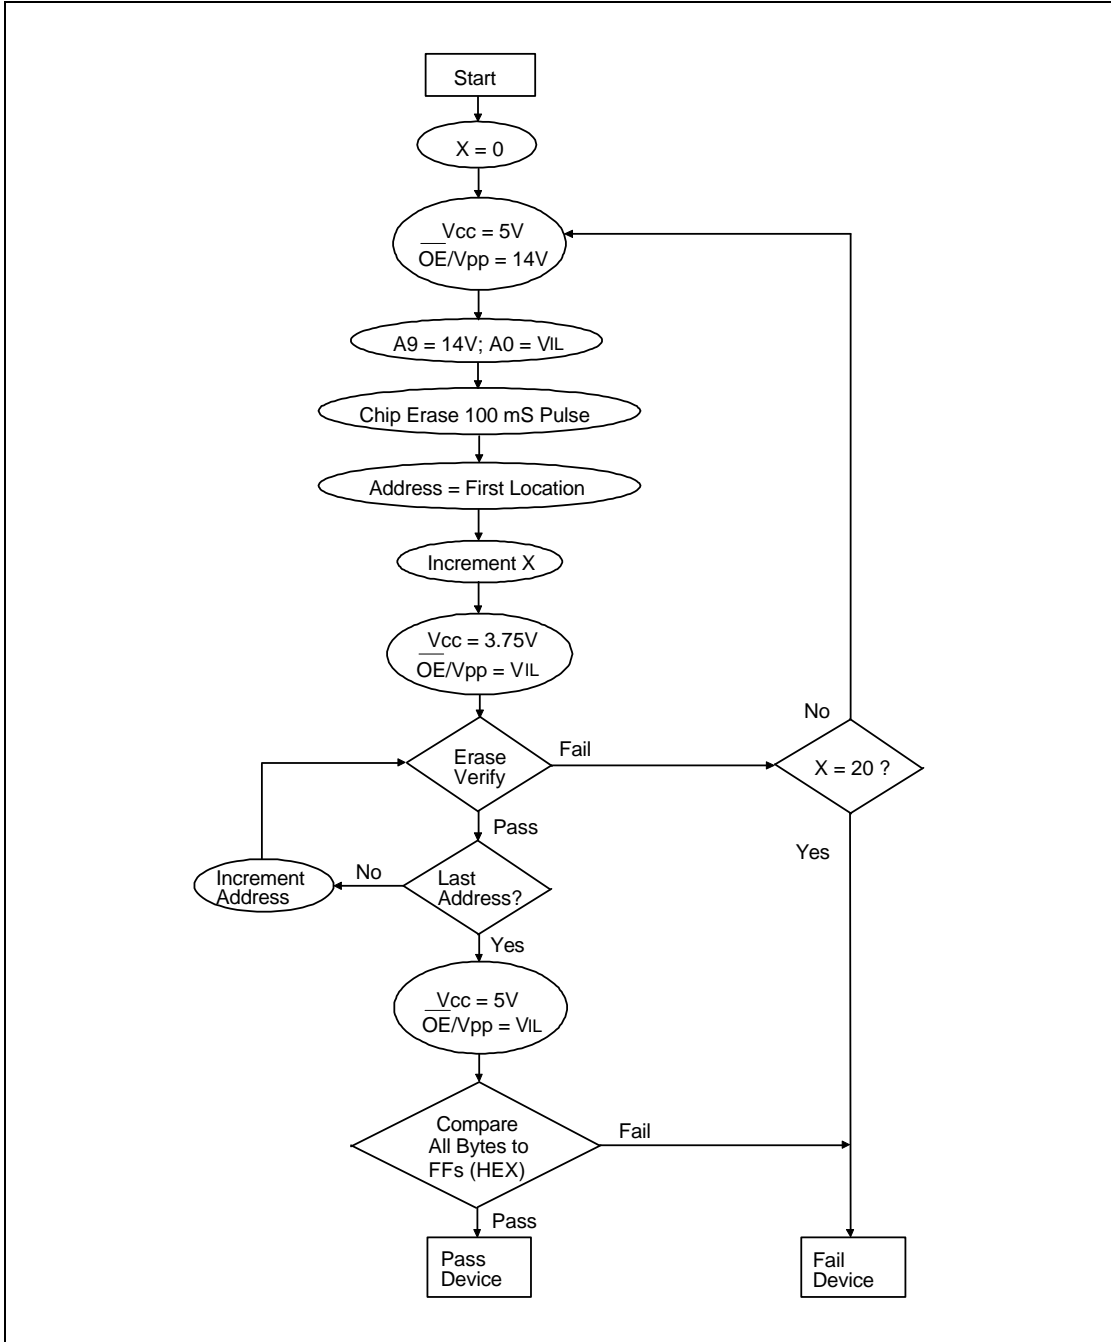 Start
X = 0
Vcc = 5V
OE/Vpp = 14V
A9 = 14V; A0 = VIL
Chip Erase 100 mS Pulse
Address = First Location
Increment X
Vcc = 3.75V
OE/Vpp = VIL
No
Erase
Verify
Fail
X = 20 ?
Pass
Yes
Increment
Address
No
Last
Address?
Yes
Vcc = 5V
OE/Vpp = VIL
Compare
All Bytes to
FFs (HEX)
Fail
Pass
Pass
Device
Fail
Device